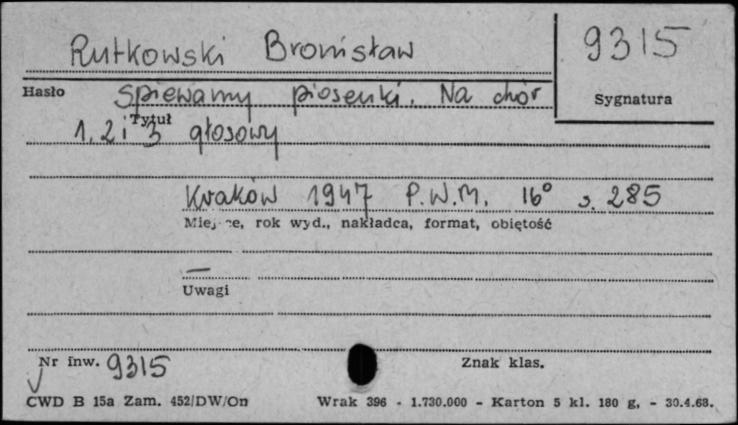 Rutkowski Bronisław
9315
Hasło
Sygnatura
Śpiewamy piosenki. Na chór
Tytuł
1, 2 i 3 głosowy
Kraków 1947 P.W.M. 16° s. 285
Miejsce, rok wyd., nakładca, format, objętość
—
Uwagi
Nr inw. 9315
Znak klas.
CWD B 15a Zam. 452/DW/On
Wrak 396 - 1.730.000 - Karton 5 kl. 180 g, - 30.4.68.